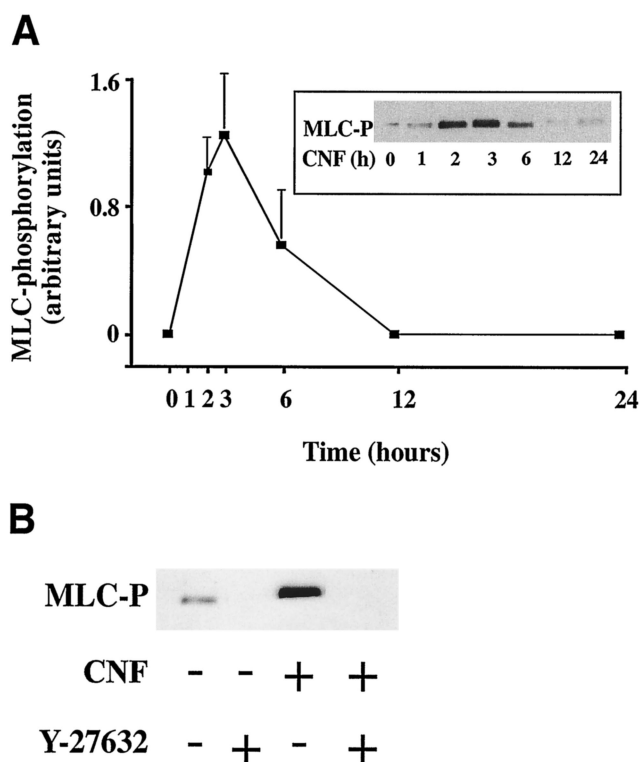 A
MLC-phosphorylation
(arbitrary units)
1.6
0.8
0
MLC-P
CNF (h) 0 1 2 3 6 12 24
0 1 2 3 6 12 24
Time (hours)
B
MLC-P
CNF - - + +
Y-27632 - + - +